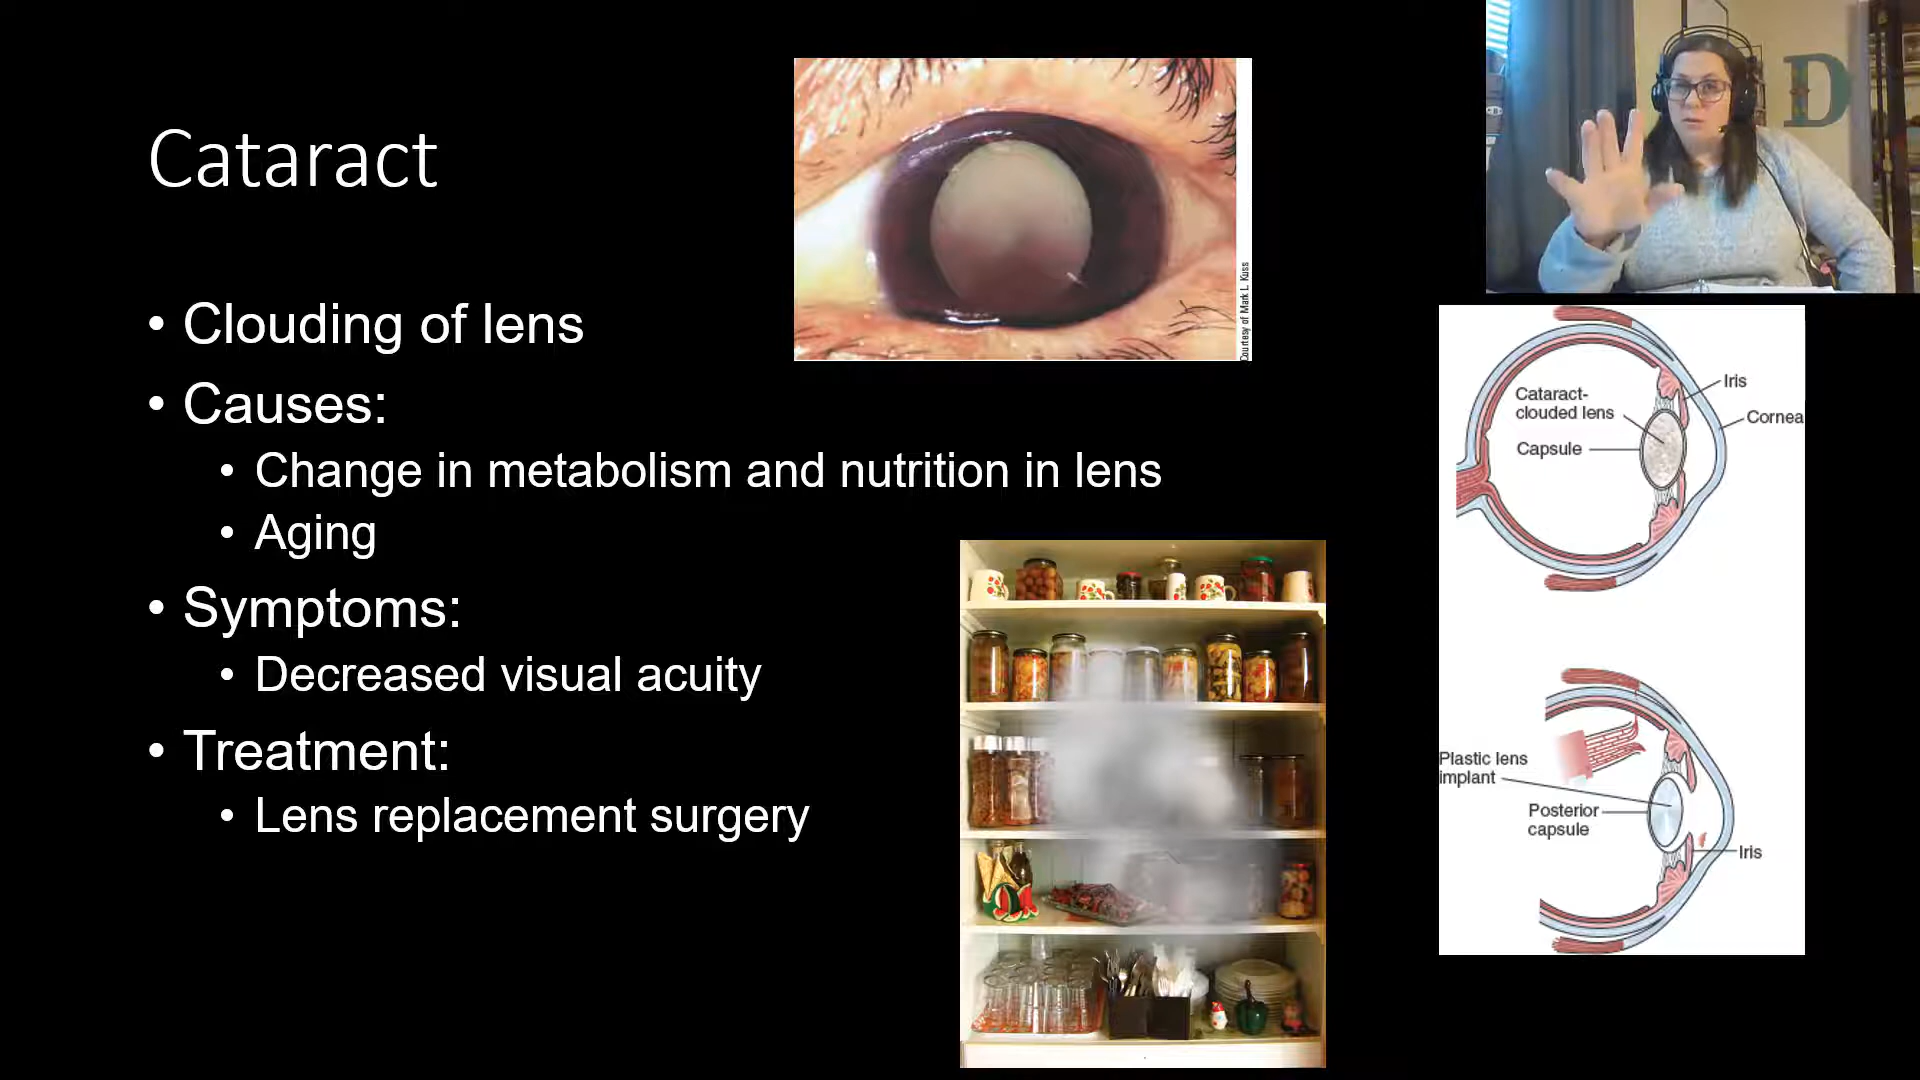 Cataract
• Clouding of lens
• Causes:
• Change in metabolism and nutrition in lens
• Aging
• Symptoms:
• Decreased visual acuity
• Treatment:
• Lens replacement surgery
Courtesy of Mark L. Kuss
D
Iris
Cataract-
clouded lens
Cornea
Capsule
Plastic lens
implant
Posterior
capsule
Iris